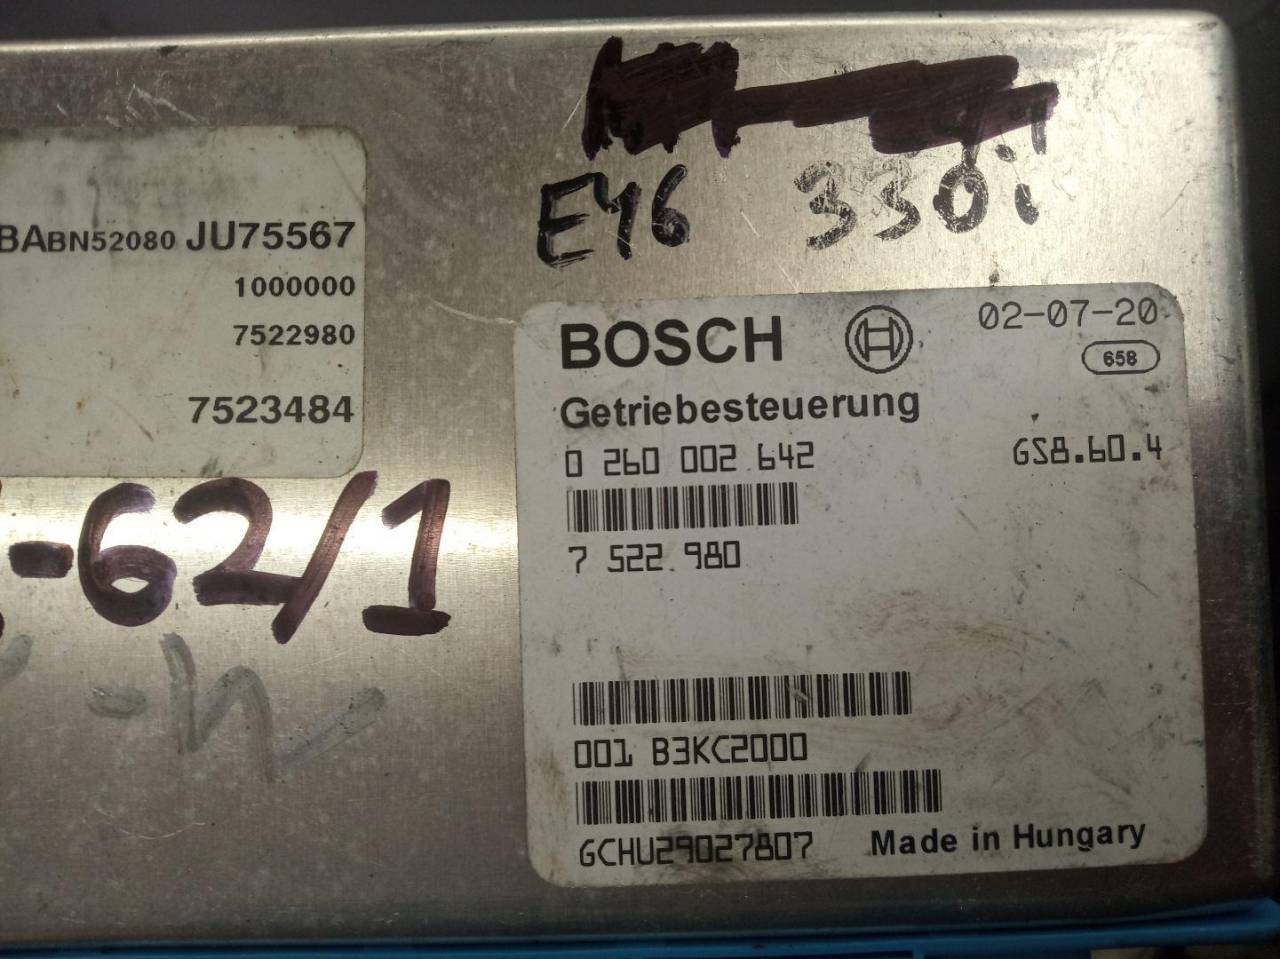 E46 330i
BABN52080 JU75567
1000000
7522980
7523484
-62/1
BOSCH
02-07-20
658
Getriebesteuerung
0 260 002 642
GS8.60.4
7 522 980
001 B3KC2000
GCHU29027807
Made in Hungary